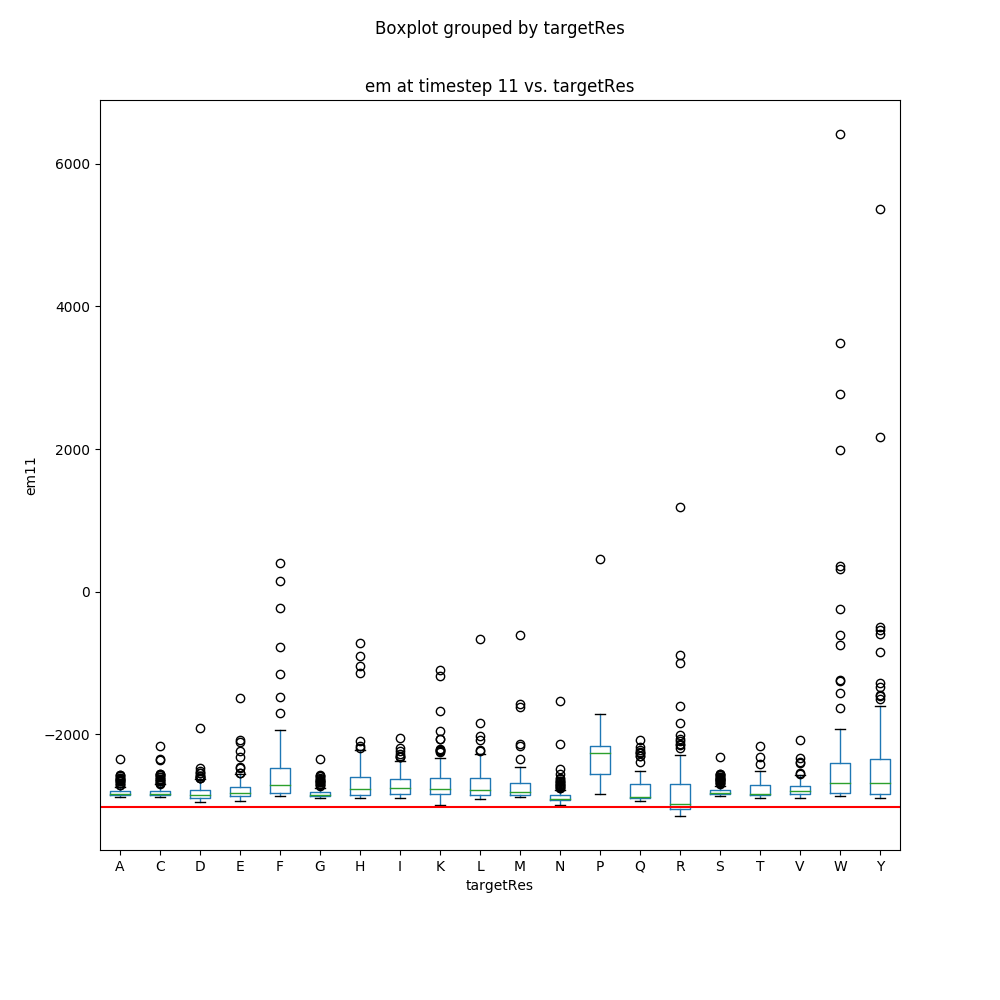 Boxplot grouped by targetRes
em at timestep 11 vs. targetRes
6000
4000
2000
0
−2000
em11
A C D E F G H I K L M N P Q R S T V W Y
targetRes